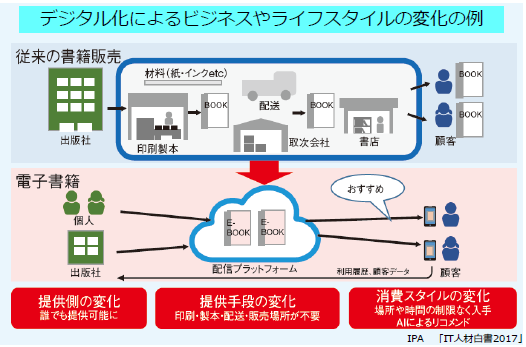 デジタル化によるビジネスやライフスタイルの変化の例
従来の書籍販売
材料（紙・インクetc）
BOOK
配送
BOOK
BOOK
BOOK
出版社
印刷製本
取次会社
書店
顧客
電子書籍
おすすめ
個人
E-
BOOK
E-
BOOK
出版社
配信プラットフォーム
利用履歴、顧客データ
顧客
提供側の変化
誰でも提供可能に
提供手段の変化
印刷・製本・配送・販売場所が不要
消費スタイルの変化
場所や時間の制限なく入手
AIによるリコメンド
IPA 「IT人材白書2017」